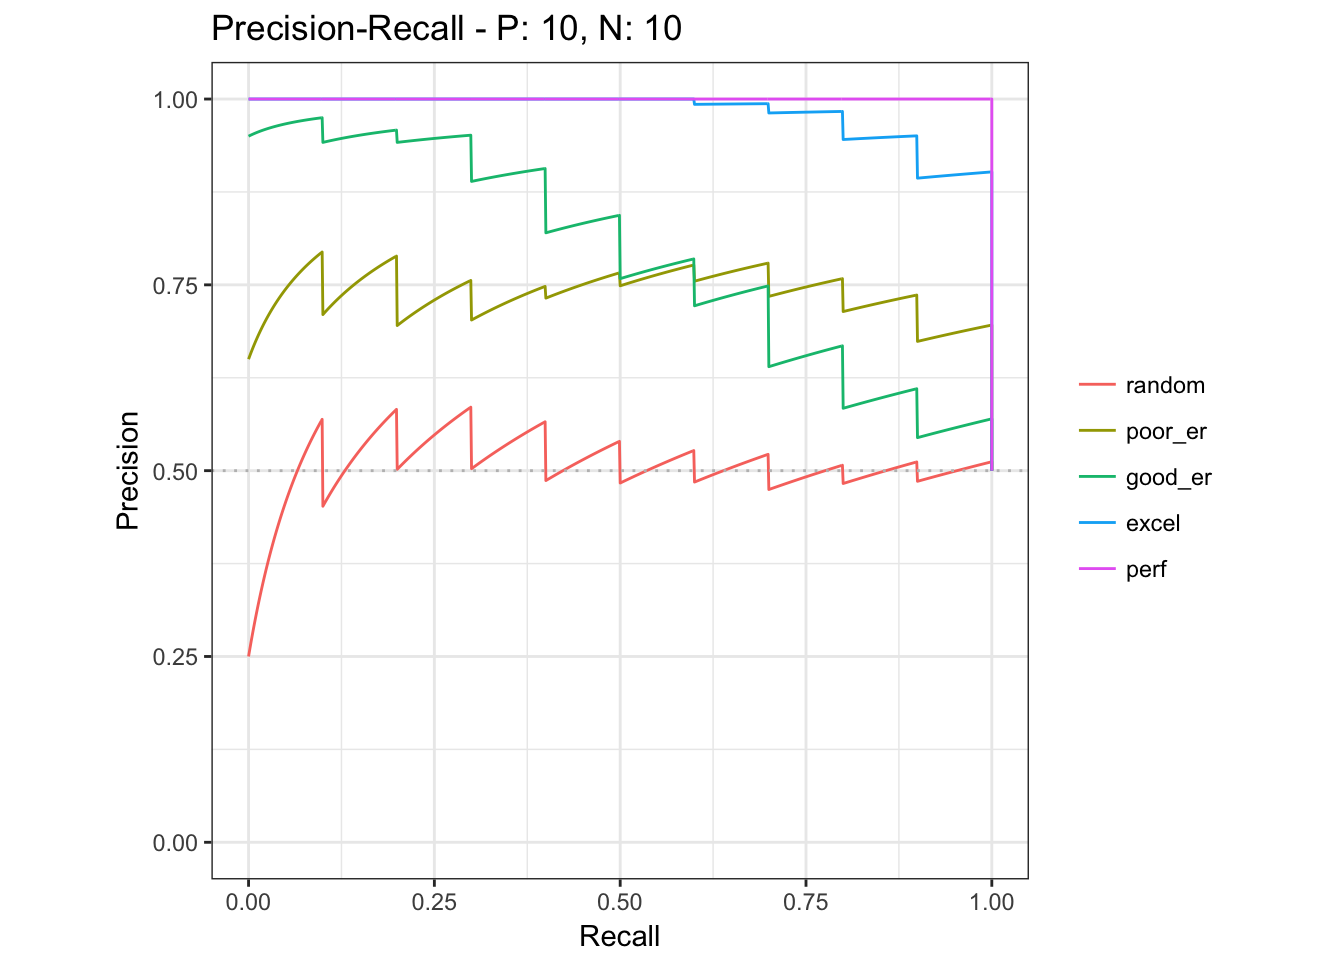 Precision-Recall - P: 10, N: 10
1.00
0.75
0.50
0.25
0.00
Precision
0.00 0.25 0.50 0.75 1.00
Recall
random
poor_er
good_er
excel
perf